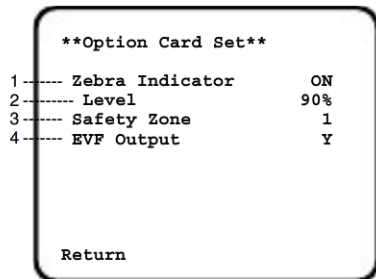 **Option Card Set**
1 Zebra Indicator ON
2 Level 90%
3 Safety Zone 1
4 EVF Output Y
Return